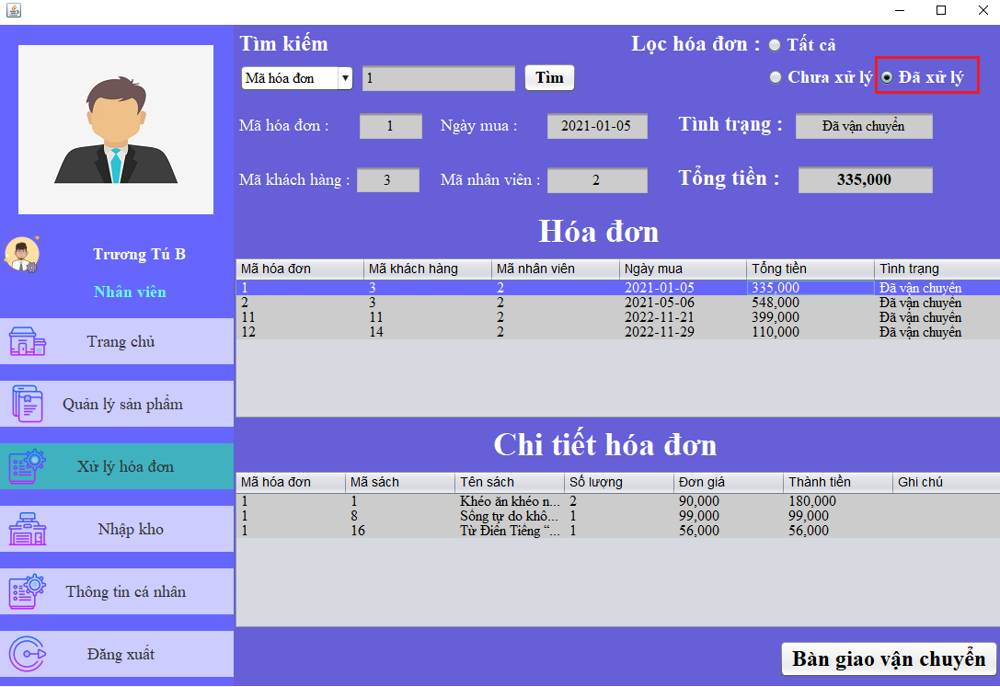 Tìm kiếm
Lọc hóa đơn : Tất cả
Mã hóa đơn 1 Tìm
Chưa xử lý Đã xử lý
Mã hóa đơn : 1 Ngày mua : 2021-01-05 Tình trạng : Đã vận chuyển
Mã khách hàng : 3 Mã nhân viên : 2 Tổng tiền : 335,000
Trương Tú B
Nhân viên
Trang chủ
Quản lý sản phẩm
Xử lý hóa đơn
Nhập kho
Thông tin cá nhân
Đăng xuất
Hóa đơn
Mã hóa đơn Mã khách hàng Mã nhân viên Ngày mua Tổng tiền Tình trạng
1 3 2 2021-01-05 335,000 Đã vận chuyển
2 3 2 2021-05-06 548,000 Đã vận chuyển
11 11 2 2022-11-21 399,000 Đã vận chuyển
12 14 2 2022-11-29 110,000 Đã vận chuyển
Chi tiết hóa đơn
Mã hóa đơn Mã sách Tên sách Số lượng Đơn giá Thành tiền Ghi chú
1 1 Khéo ăn khéo n... 2 90,000 180,000
1 8 Sống tự do khô... 1 99,000 99,000
1 16 Từ Điển Tiếng “... 1 56,000 56,000
Bàn giao vận chuyển